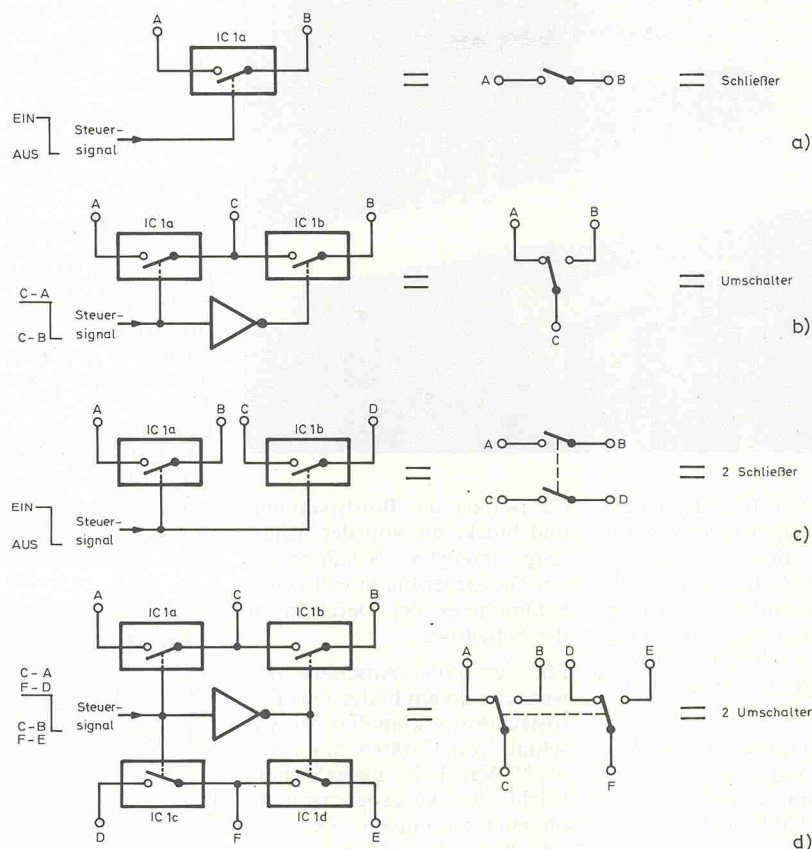 A
B
IC 1a
EIN
AUS
Steuer-
signal
A
B
Schließer
a)
A
IC 1a
C
IC 1b
B
C-A
C-B
Steuer-
signal
A
B
C
Umschalter
b)
A
IC 1a
B
C
IC 1b
D
EIN
AUS
Steuer-
signal
A
B
C
D
2 Schließer
c)
A
IC 1a
C
IC 1b
B
C-A
F-D
C-B
F-E
Steuer-
signal
D
IC 1c
F
IC 1d
E
A
B
D
E
C
F
2 Umschalter
d)